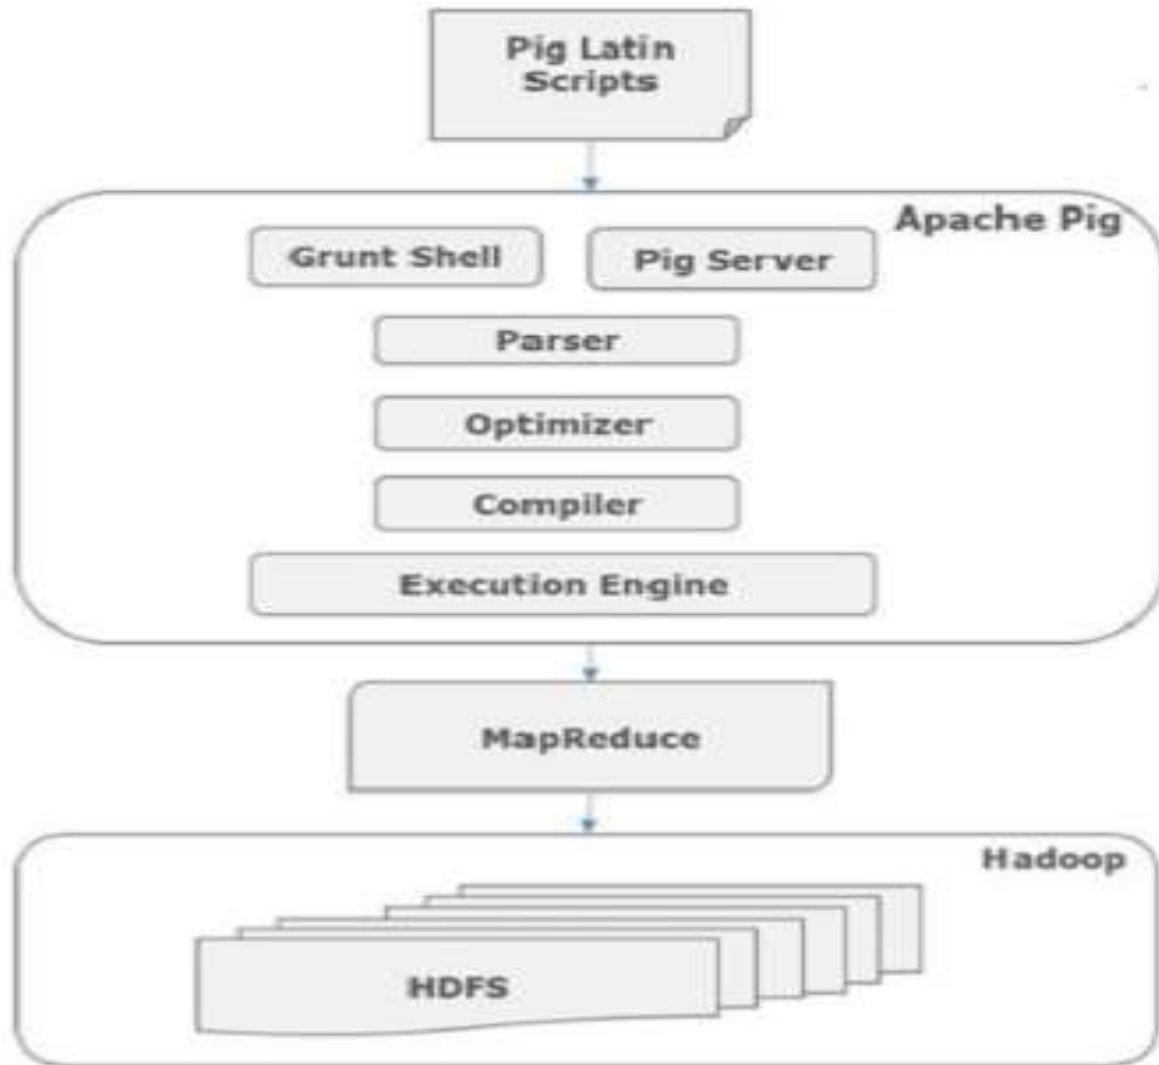 Pig Latin
Scripts
Apache Pig
Grunt Shell
Pig Server
Parser
Optimizer
Compiler
Execution Engine
MapReduce
Hadoop
HDFS